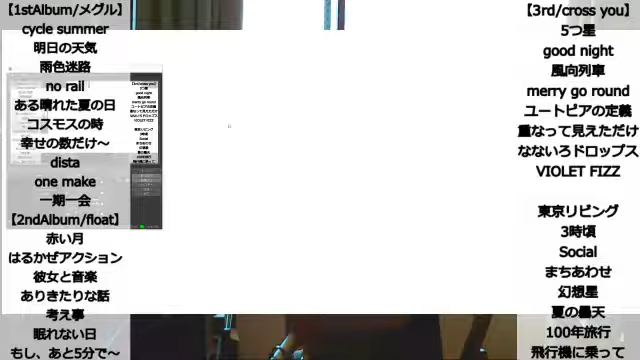 【1stAlbum/メグル】
cycle summer
明日の天気
雨色迷路
no rail
ある晴れた夏の日
コスモスの時
幸せの数だけ～
dista
one make
一期一会
【2ndAlbum/float】
赤い月
はるかぜアクション
彼女と音楽
ありきたりな話
考え事
眠れない日
もし、あと5分で～
【3rd/cross you】
5つ星
good night
風向列車
merry go round
ユートピアの定義
重なって見えただけ
なないろドロップス
VIOLET FIZZ
東京リビング
3時頃
Social
まちあわせ
幻想星
夏の曇天
100年旅行
飛行機に乗って